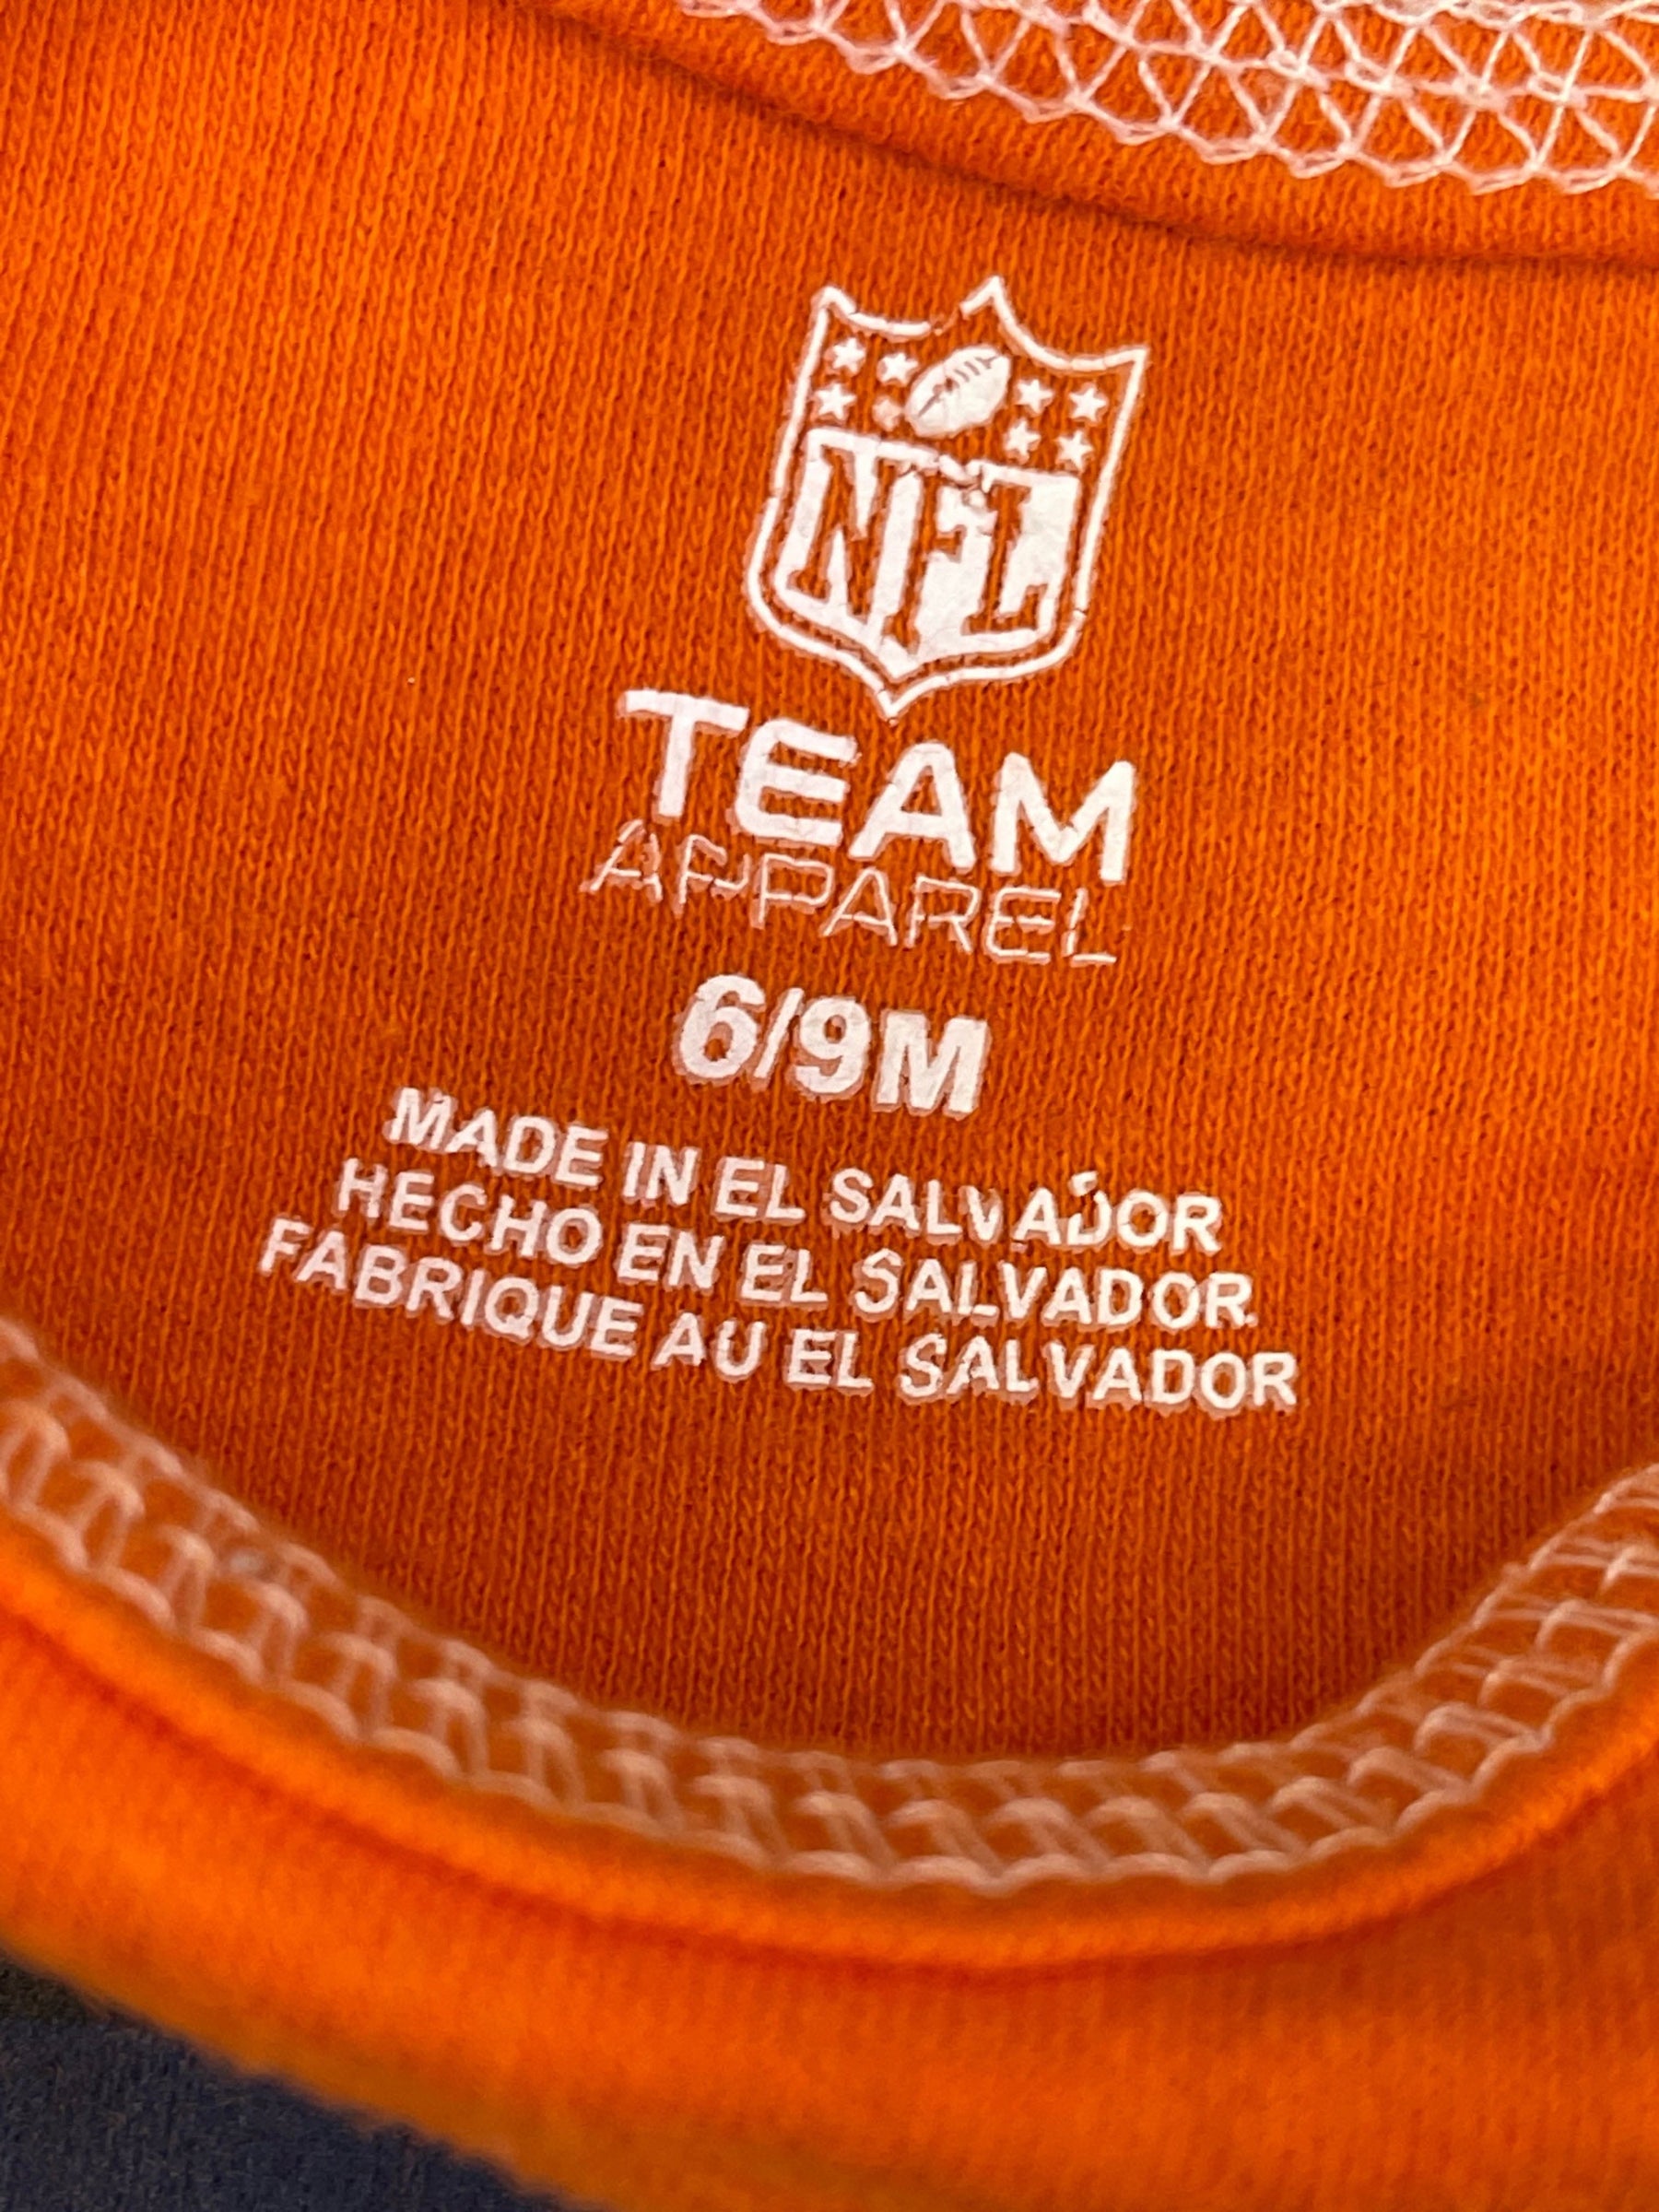 NFL
TEAM
APPAREL
6/9M
MADE IN EL SALVADOR
HECHO EN EL SALVADOR
FABRIQUE AU EL SALVADOR